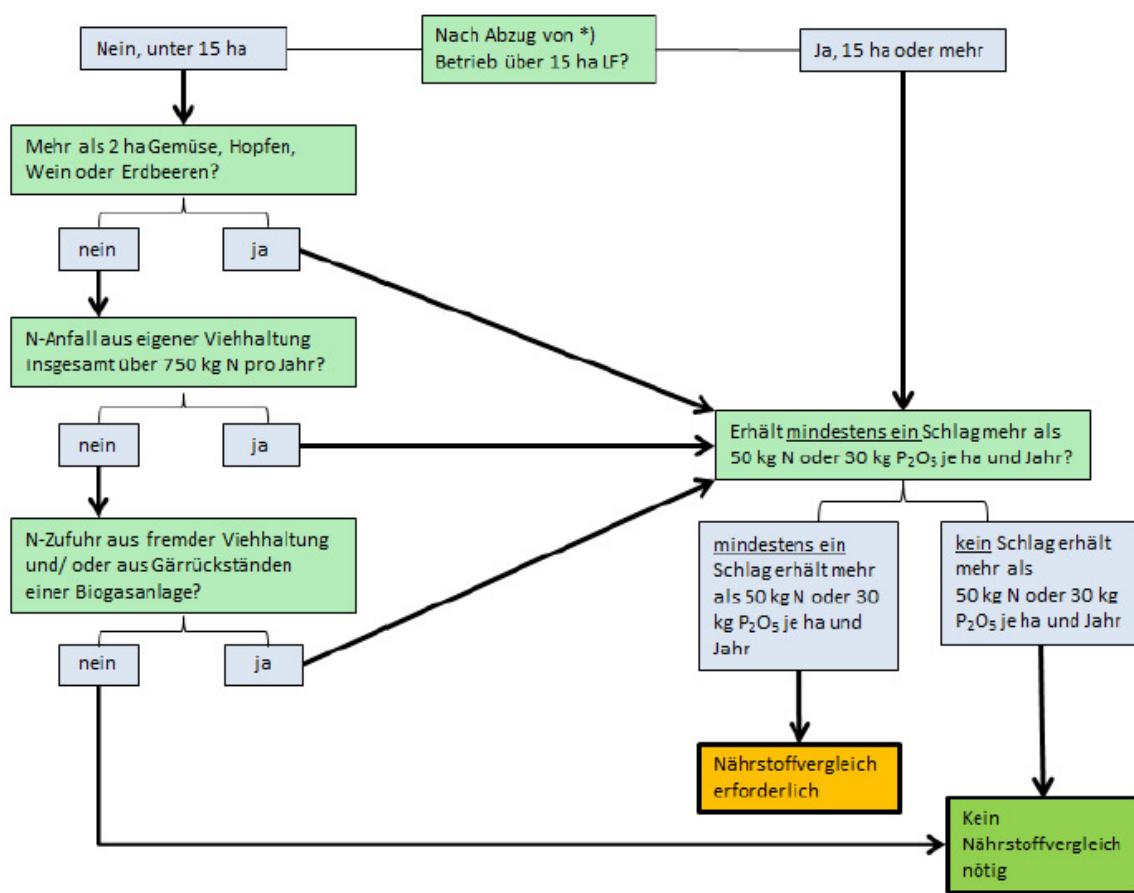 Nein, unter 15 ha
Nach Abzug von *)
Betrieb über 15 ha LF?
Ja, 15 ha oder mehr
Mehr als 2 ha Gemüse, Hopfen,
Wein oder Erdbeeren?
nein
ja
N-Anfall aus eigener Viehhaltung
insgesamt über 750 kg N pro Jahr?
nein
ja
Erhält mindestens ein Schlag mehr als
50 kg N oder 30 kg P₂O₅ je ha und Jahr?
N-Zufuhr aus fremder Viehhaltung
und/ oder aus Gärrückständen
einer Biogasanlage?
nein
ja
mindestens ein
Schlag erhält mehr
als 50 kg N oder 30
kg P₂O₅ je ha und
Jahr
kein Schlag erhält
mehr als
50 kg N oder 30 kg
P₂O₅ je ha und Jahr
Nährstoffvergleich
erforderlich
Kein
Nährstoffvergleich
nötig